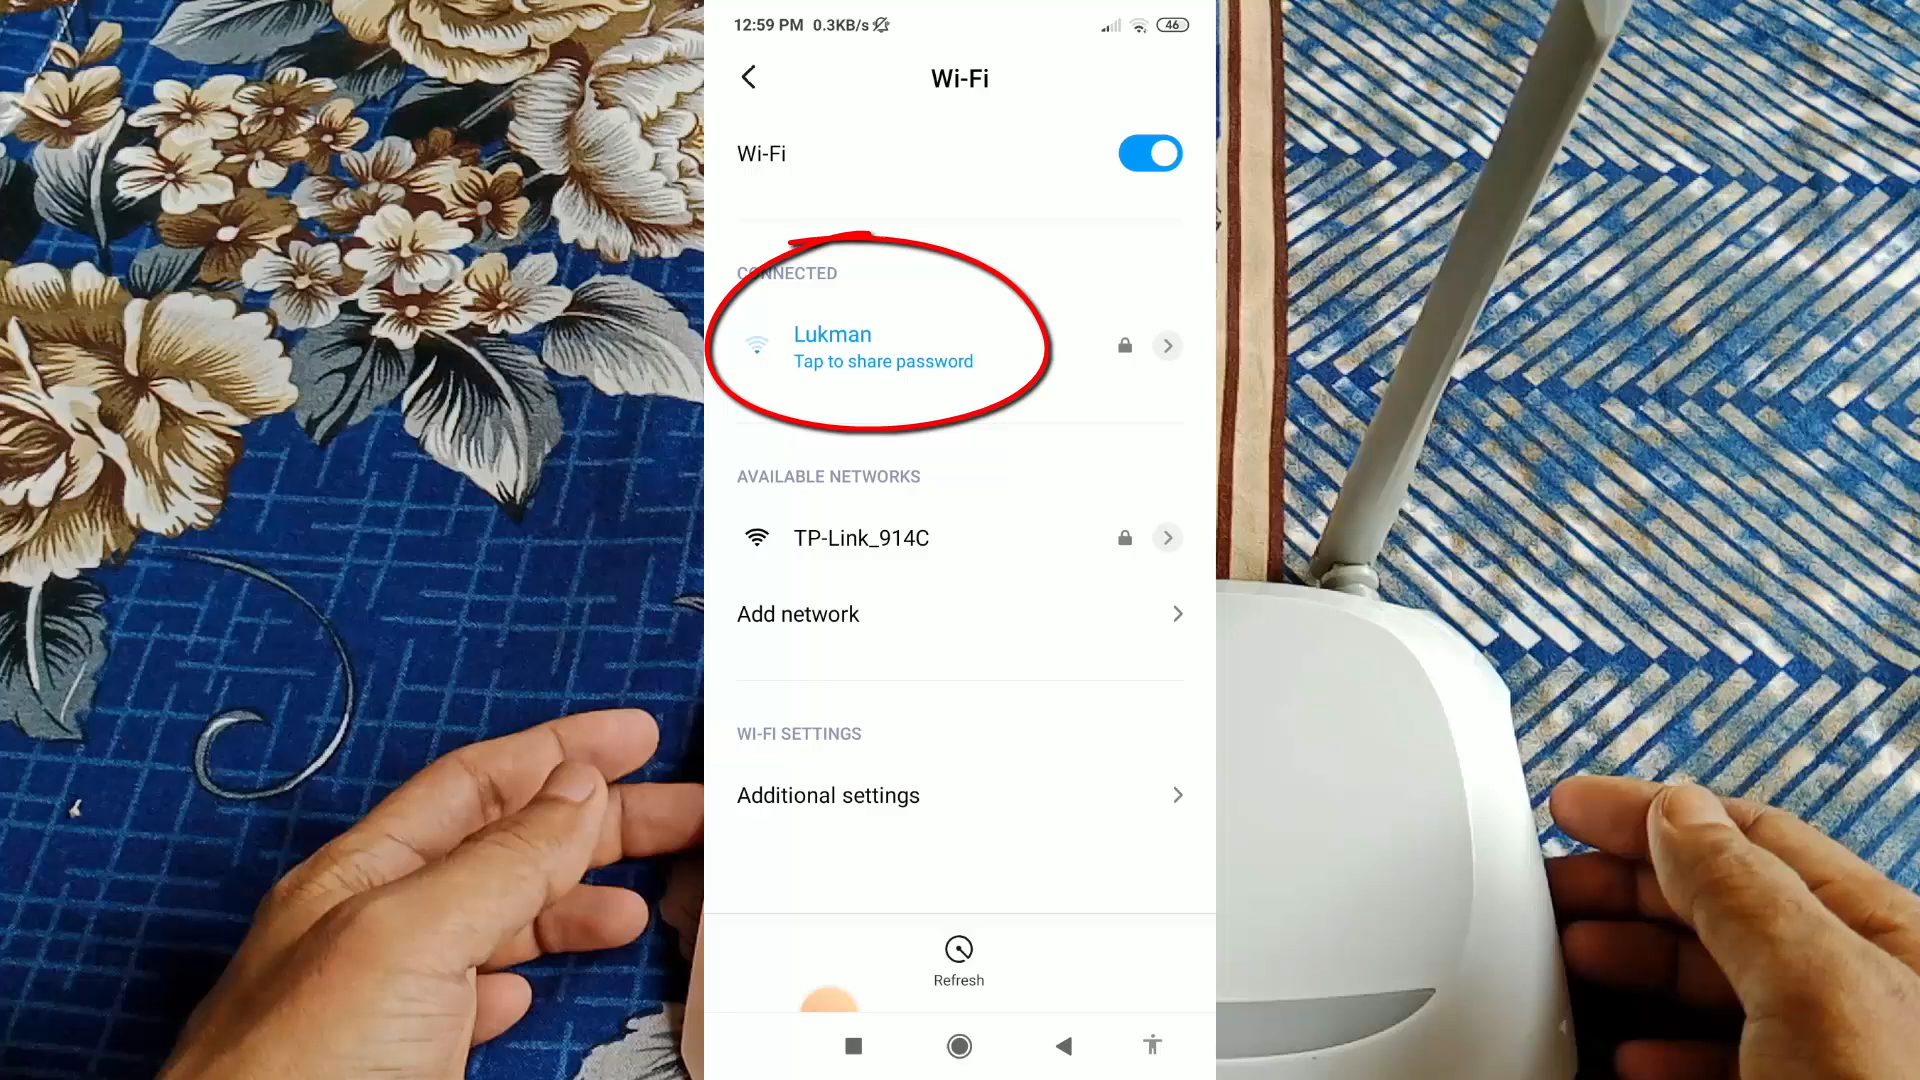 12:59 PM 0.3KB/s
46
Wi-Fi
Wi-Fi
CONNECTED
Lukman
Tap to share password
AVAILABLE NETWORKS
TP-Link_914C
Add network
WI-FI SETTINGS
Additional settings
Refresh